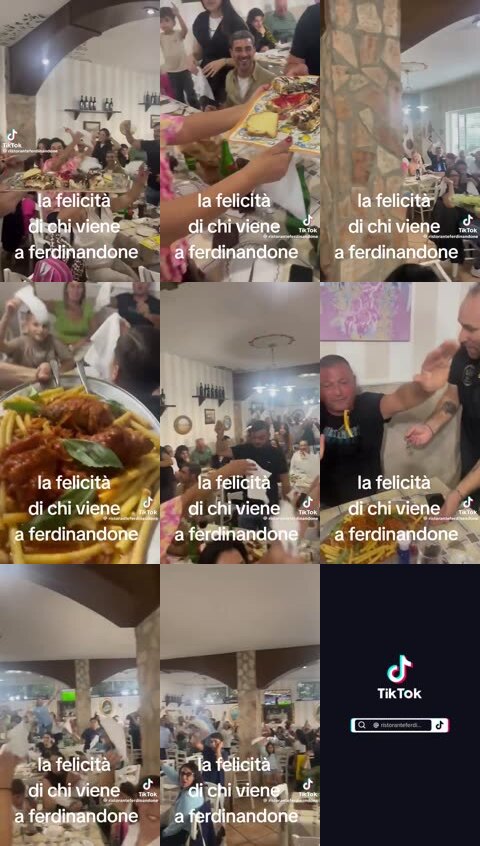 TikTok
@ ristoranteferdinandone
la felicità
di chi viene
a ferdinandone
la felicità
di chi viene
TikTok
@ ristoranteferdinandone
a ferdinandone
la felicità
di chi viene
TikTok
@ ristoranteferdinandone
a ferdinandone
la felicità
di chi viene
TikTok
@ ristoranteferdinandone
a ferdinandone
la felicità
di chi viene
TikTok
@ ristoranteferdinandone
a ferdinandone
la felicità
di chi viene
TikTok
@ ristoranteferdinandone
a ferdinandone
la felicità
di chi viene
TikTok
@ ristoranteferdinandone
a ferdinandone
la felicità
di chi viene
TikTok
@ ristoranteferdinandone
a ferdinandone
TikTok
@ ristoranteferdi...